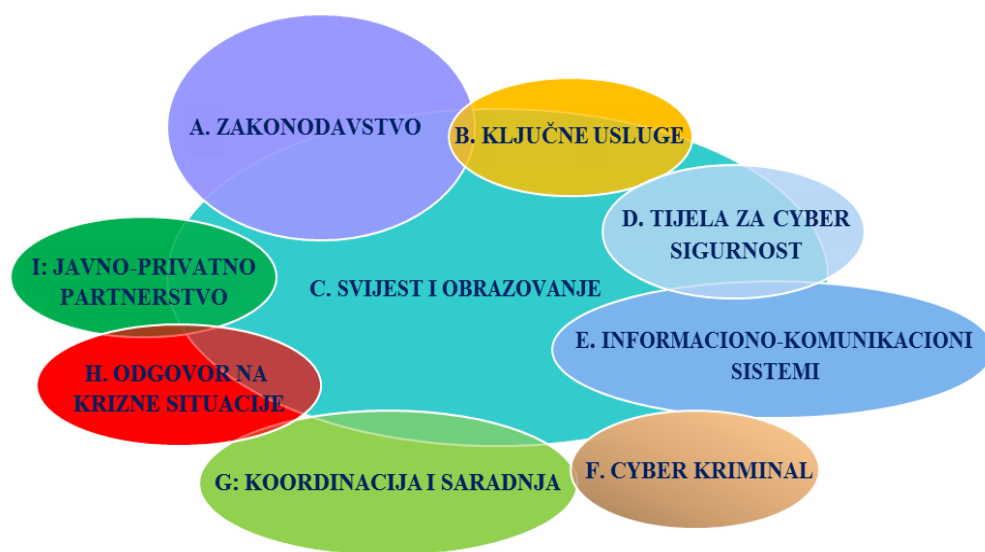 A. ZAKONODAVSTVO
B. KLJUČNE USLUGE
D. TIJELA ZA CYBER
SIGURNOST
I: JAVNO-PRIVATNO
PARTNERSTVO
C. SVIJEST I OBRAZOVANJE
E. INFORMACIONO-KOMUNIKACIONI
SISTEMI
H. ODGOVOR NA
KRIZNE SITUACIJE
G: KOORDINACIJA I SARADNJA
F. CYBER KRIMINAL